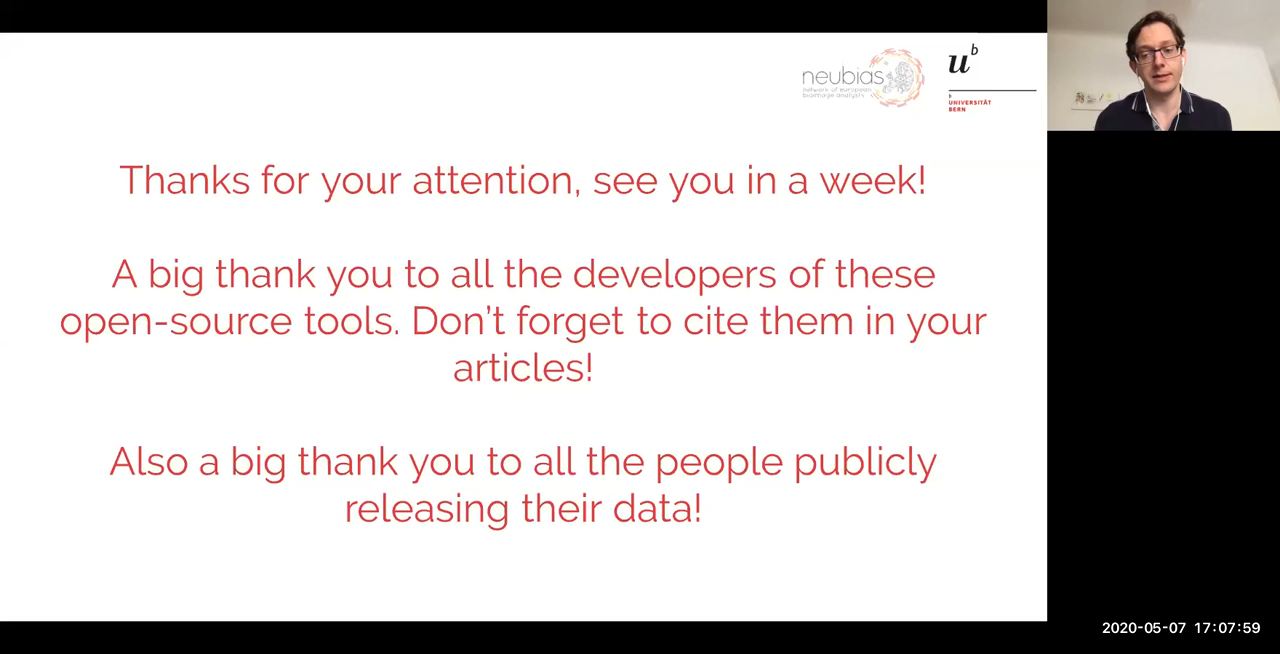 neubias
network of european
bioimage analysts
u^b
b
UNIVERSITÄT
BERN
Thanks for your attention, see you in a week!
A big thank you to all the developers of these
open-source tools. Don’t forget to cite them in your
articles!
Also a big thank you to all the people publicly
releasing their data!
2020-05-07 17:07:59